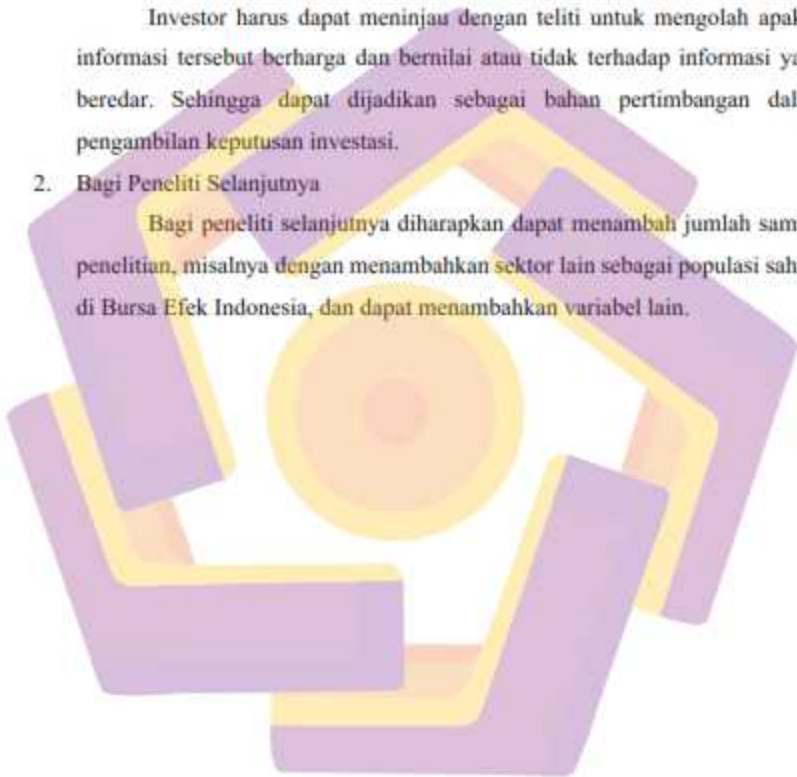 Investor harus dapat meninjau dengan teliti untuk mengolah apak
informasi tersebut berharga dan bernilai atau tidak terhadap informasi ya
beredar. Sehingga dapat dijadikan sebagai bahan pertimbangan dal
pengambilan keputusan investasi.
2. Bagi Peneliti Selanjutnya
Bagi peneliti selanjutnya diharapkan dapat menambah jumlah sam
penelitian, misalnya dengan menambahkan sektor lain sebagai populasi sah
di Bursa Efek Indonesia, dan dapat menambahkan variabel lain.